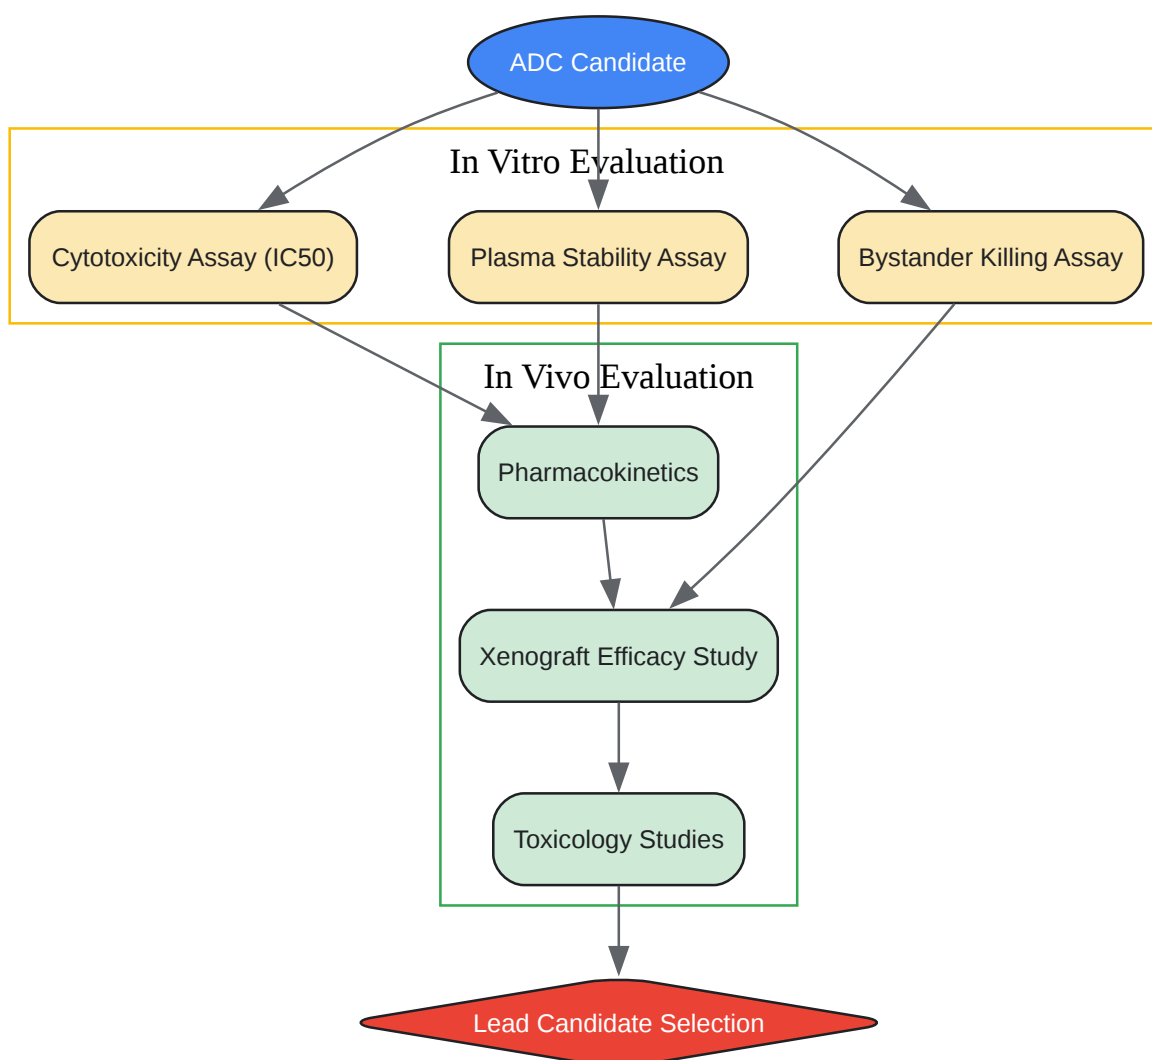 ADC Candidate
In Vitro Evaluation
Cytotoxicity Assay (IC50)
Plasma Stability Assay
Bystander Killing Assay
In Vivo Evaluation
Pharmacokinetics
Xenograft Efficacy Study
Toxicology Studies
Lead Candidate Selection